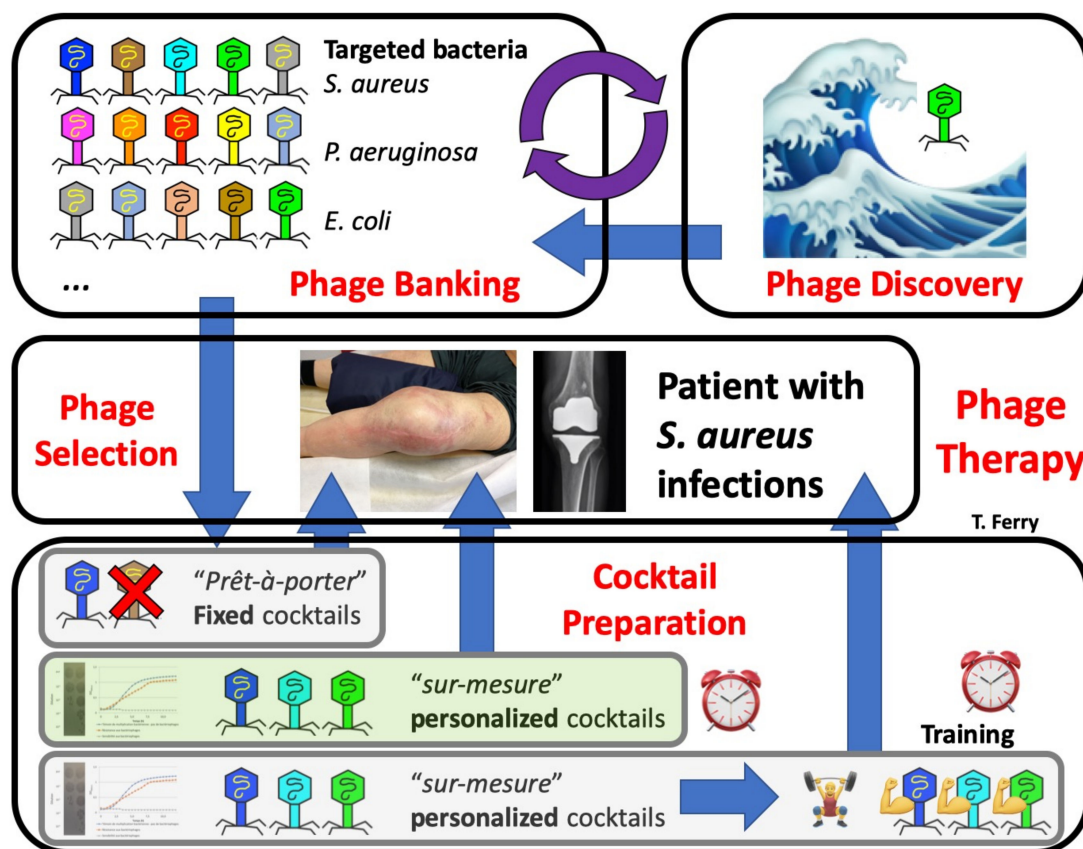 Targeted bacteria
S. aureus
P. aeruginosa
E. coli
...
Phage Banking
Phage Discovery
Phage
Selection
Patient with
S. aureus
infections
Phage
Therapy
T. Ferry
“Prêt-à-porter”
Fixed cocktails
Cocktail
Preparation
“sur-mesure”
personalized cocktails
Training
“sur-mesure”
personalized cocktails